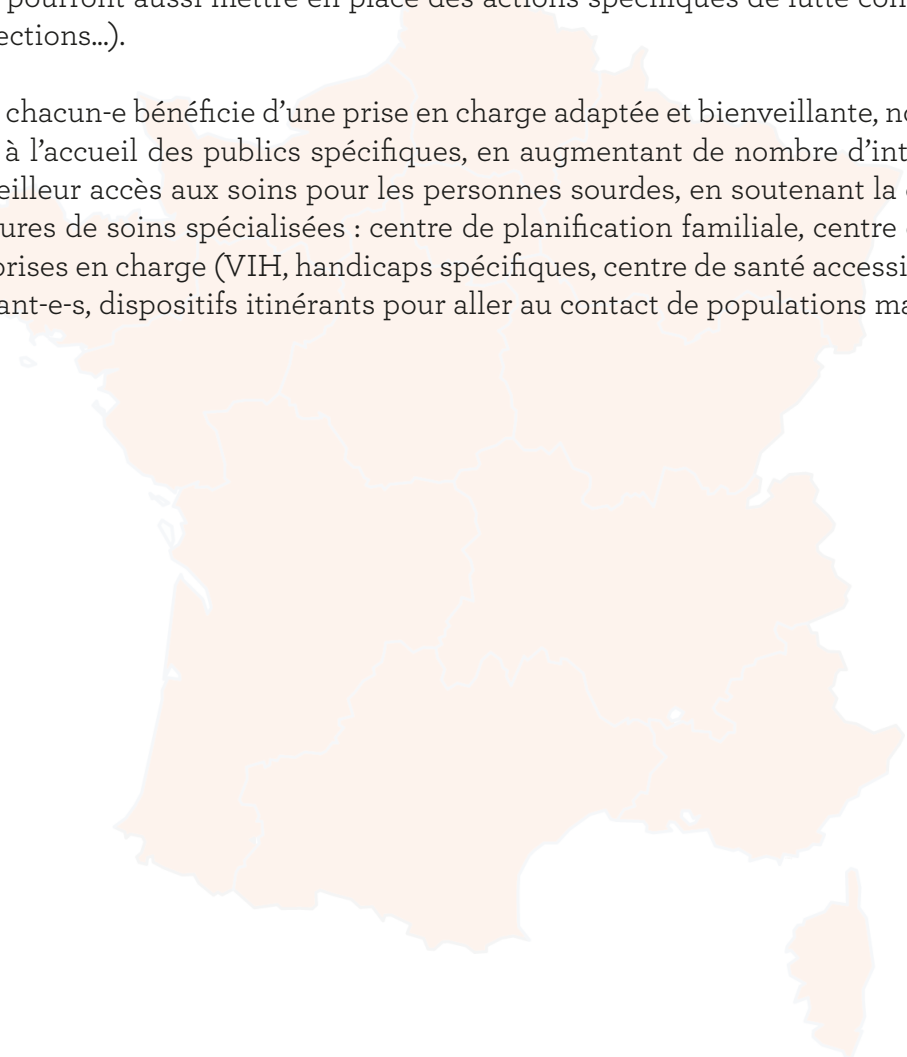 pourront aussi mettre en place des actions spécifiques de lutte con
ections…).
chacun-e bénéficie d’une prise en charge adaptée et bienveillante, no
à l’accueil des publics spécifiques, en augmentant de nombre d’int
eilleur accès aux soins pour les personnes sourdes, en soutenant la
ures de soins spécialisées : centre de planification familiale, centre
prises en charge (VIH, handicaps spécifiques, centre de santé accessi
ant-e-s, dispositifs itinérants pour aller au contact de populations ma